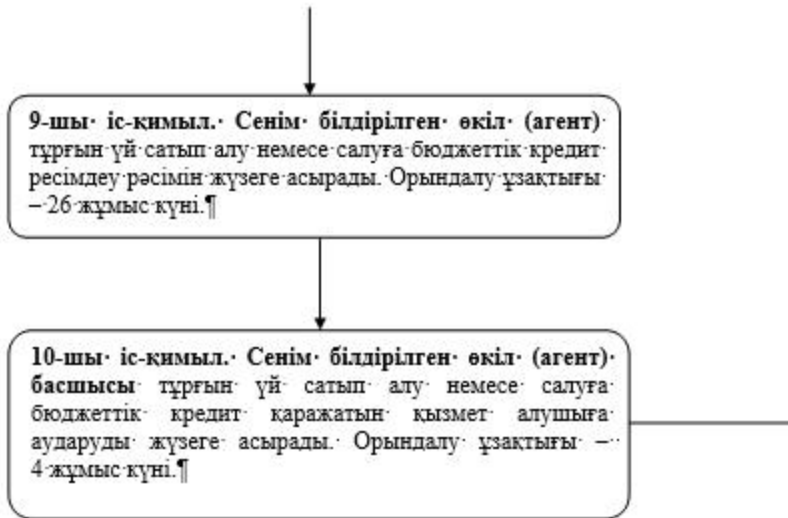 9-шы іс-қимыл. Сенім білдірілген өкіл (агент)
тұрғын үй сатып алу немесе салуға бюджеттік кредит
ресімдеу рәсімін жүзеге асырады. Орындалу ұзақтығы
– 26 жұмыс күні.¶
10-шы іс-қимыл. Сенім білдірілген өкіл (агент)
басшысы тұрғын үй сатып алу немесе салуға
бюджеттік кредит қаражатын қызмет алушыға
аударуды жүзеге асырады. Орындалу ұзақтығы –
4 жұмыс күні.¶